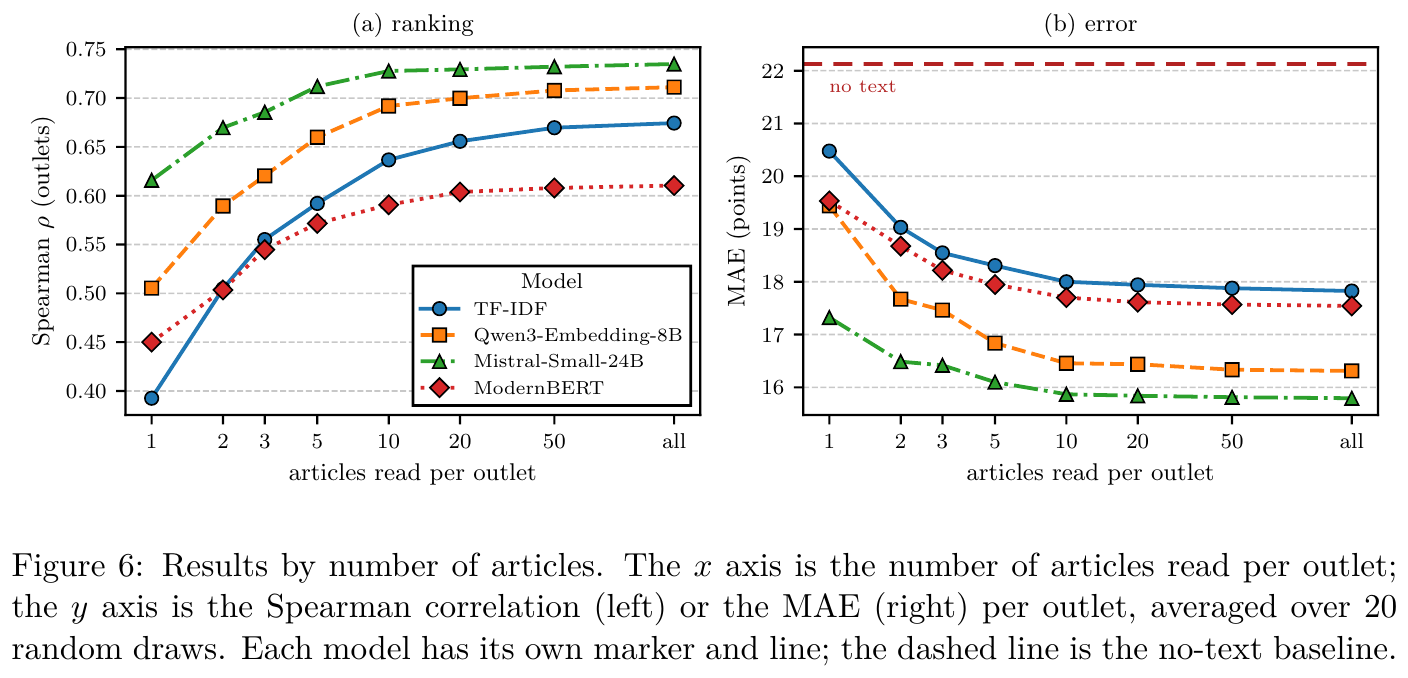 (a) ranking
0.75
0.70
0.65
0.60
0.55
0.50
0.45
0.40
Spearman ρ (outlets)
1 2 3 5 10 20 50 all
articles read per outlet
Model
TF-IDF
Qwen3-Embedding-8B
Mistral-Small-24B
ModernBERT
(b) error
22
21
20
19
18
17
16
MAE (points)
no text
1 2 3 5 10 20 50 all
articles read per outlet
Figure 6: Results by number of articles. The x axis is the number of articles read per outlet;
the y axis is the Spearman correlation (left) or the MAE (right) per outlet, averaged over 20
random draws. Each model has its own marker and line; the dashed line is the no-text baseline.